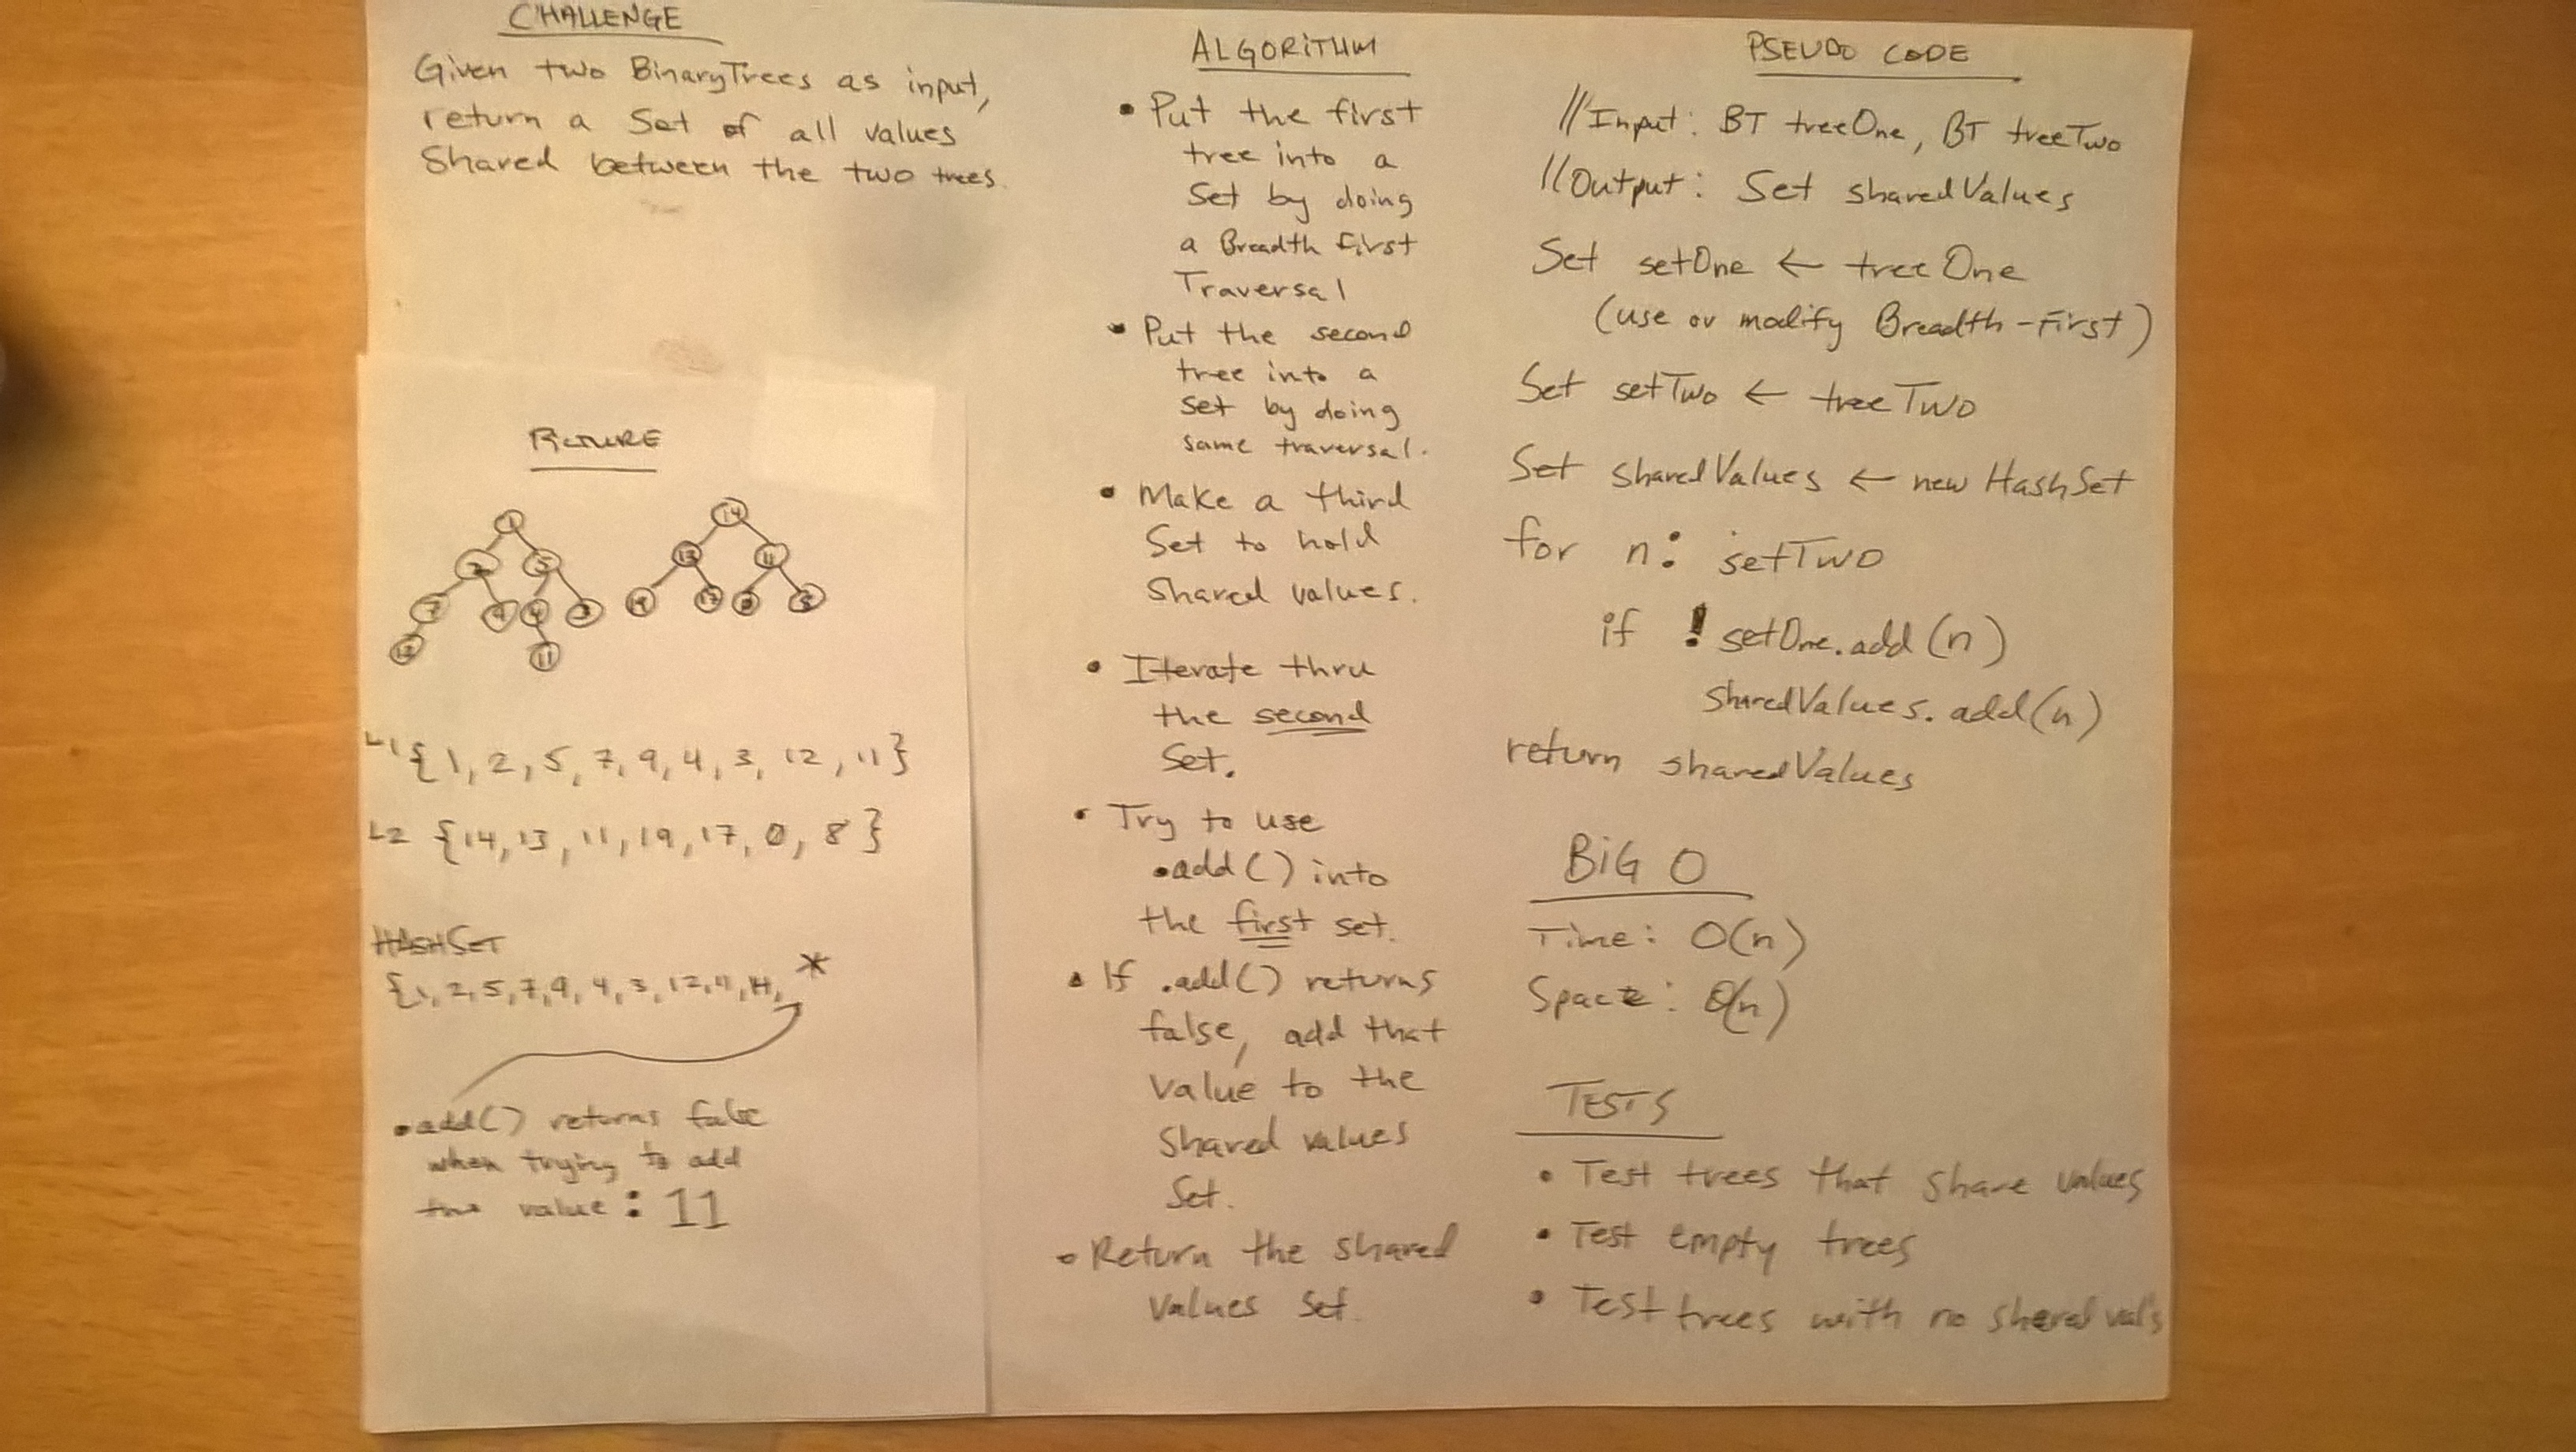 CHALLENGE
Given two BinaryTrees as input,
return a Set of all values
Shared between the two trees.
PICTURE
1
2
5
7
9
4
3
12
11
14
13
11
19
17
0
8
L1 {1, 2, 5, 7, 9, 4, 3, 12, 11}
L2 {14, 13, 11, 19, 17, 0, 8}
HASHSET
{1, 2, 5, 7, 9, 4, 3, 12, 11, 14, *
.add() returns false
when trying to add
the value: 11
ALGORITHM
• Put the first
tree into a
Set by doing
a Breadth First
Traversal
• Put the second
tree into a
set by doing
same traversal.
• Make a third
Set to hold
shared values.
• Iterate thru
the second
Set.
• Try to use
.add() into
the first set.
• If .add() returns
false, add that
value to the
shared values
Set.
• Return the shared
values set.
PSEUDO CODE
//Input: BT treeOne, BT treeTwo
//Output: Set sharedValues
Set setOne ← treeOne
(use or modify Breadth-First)
Set setTwo ← treeTwo
Set sharedValues ← new HashSet
for n: setTwo
if ! setOne.add(n)
sharedValues.add(n)
return sharedValues
BIG O
Time: O(n)
Space: O(n)
TESTS
• Test trees that share values
• Test empty trees
• Test trees with no shared val's